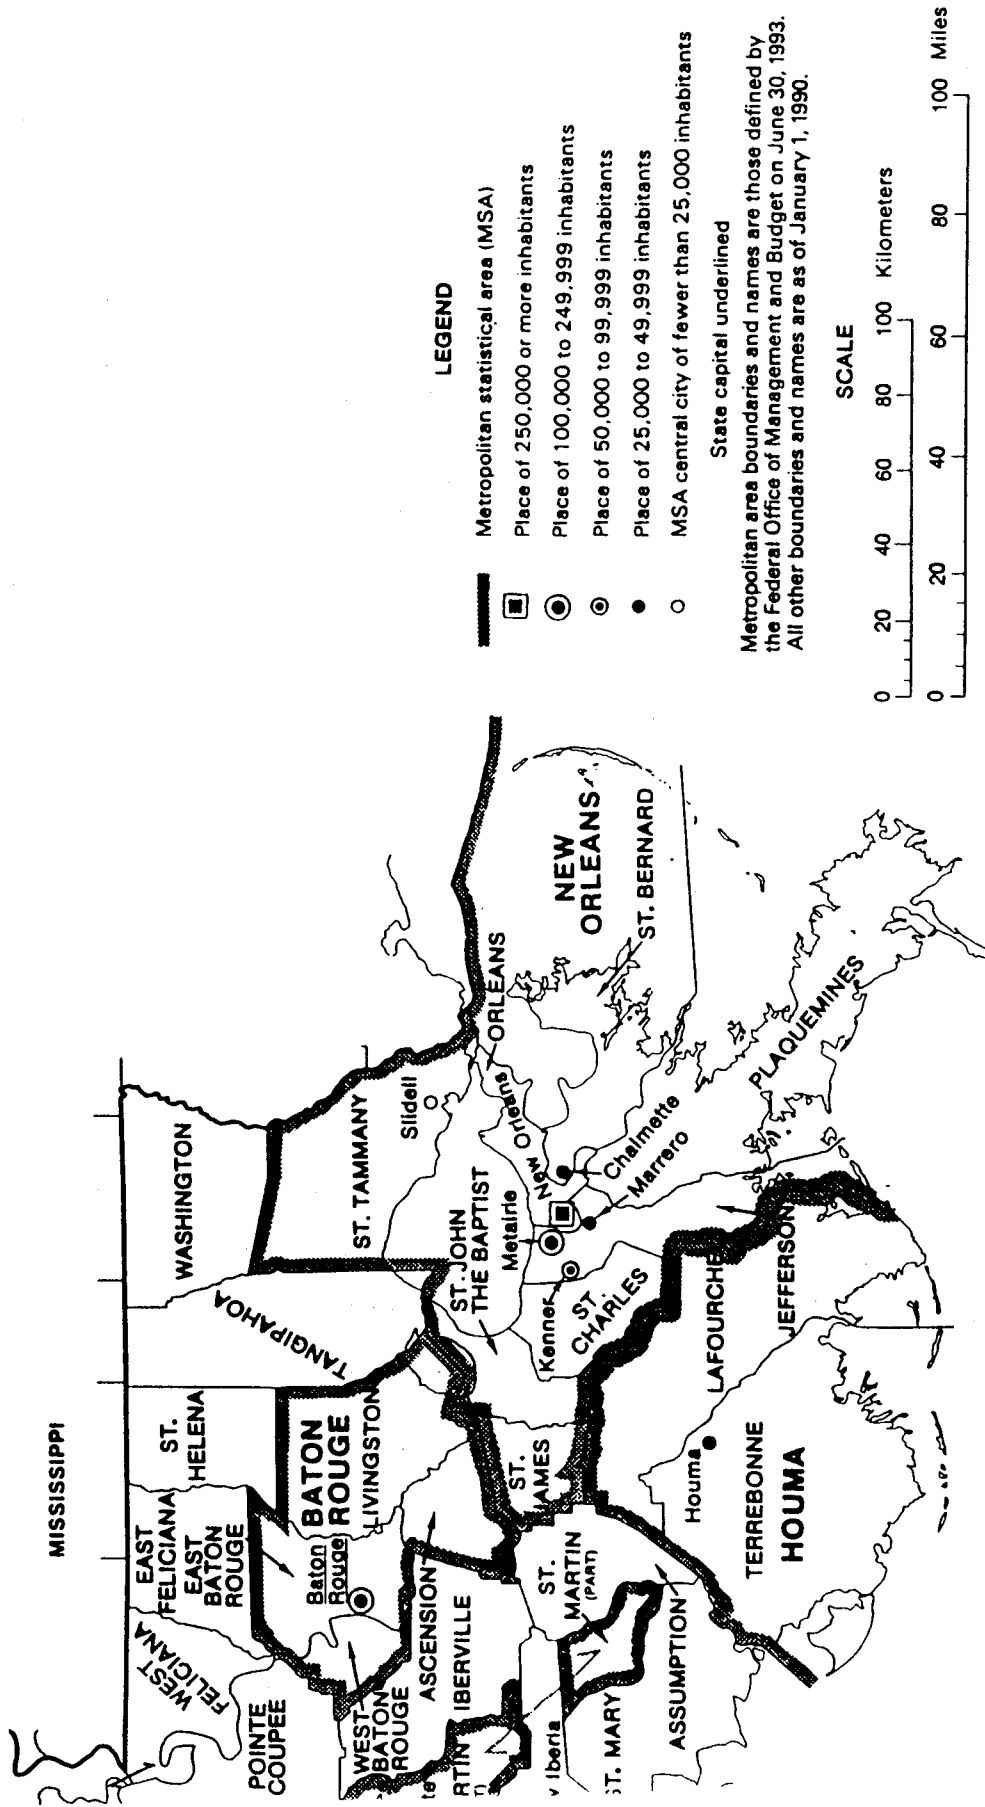 MISSISSIPPI
WEST
FELICIANA
EAST
FELICIANA
ST.
HELENA
WASHINGTON
TANGIPAHOA
POINTE
COUPEE
EAST
BATON
ROUGE
BATON
ROUGE
LIVINGSTON
ST. TAMMANY
Baton
Rouge
Slidell
WEST
BATON
ROUGE
ASCENSION
IBERVILLE
ST. JOHN
THE BAPTIST
Metairie
New Orleans
ORLEANS
ST.
JAMES
Kenner
ST.
CHARLES
Chalmette
Marrero
NEW
ORLEANS
ST. BERNARD
ST.
MARTIN
(PART)
ST. MARY
ASSUMPTION
Houma
LAFOURCHE
JEFFERSON
PLAQUEMINES
TERREBONNE
HOUMA
LEGEND
Metropolitan statistical area (MSA)
Place of 250,000 or more inhabitants
Place of 100,000 to 249,999 inhabitants
Place of 50,000 to 99,999 inhabitants
Place of 25,000 to 49,999 inhabitants
MSA central city of fewer than 25,000 inhabitants
State capital underlined
Metropolitan area boundaries and names are those defined by
the Federal Office of Management and Budget on June 30, 1993.
All other boundaries and names are as of January 1, 1990.
SCALE
0 20 40 60 80 100 Kilometers
0 20 40 60 80 100 Miles